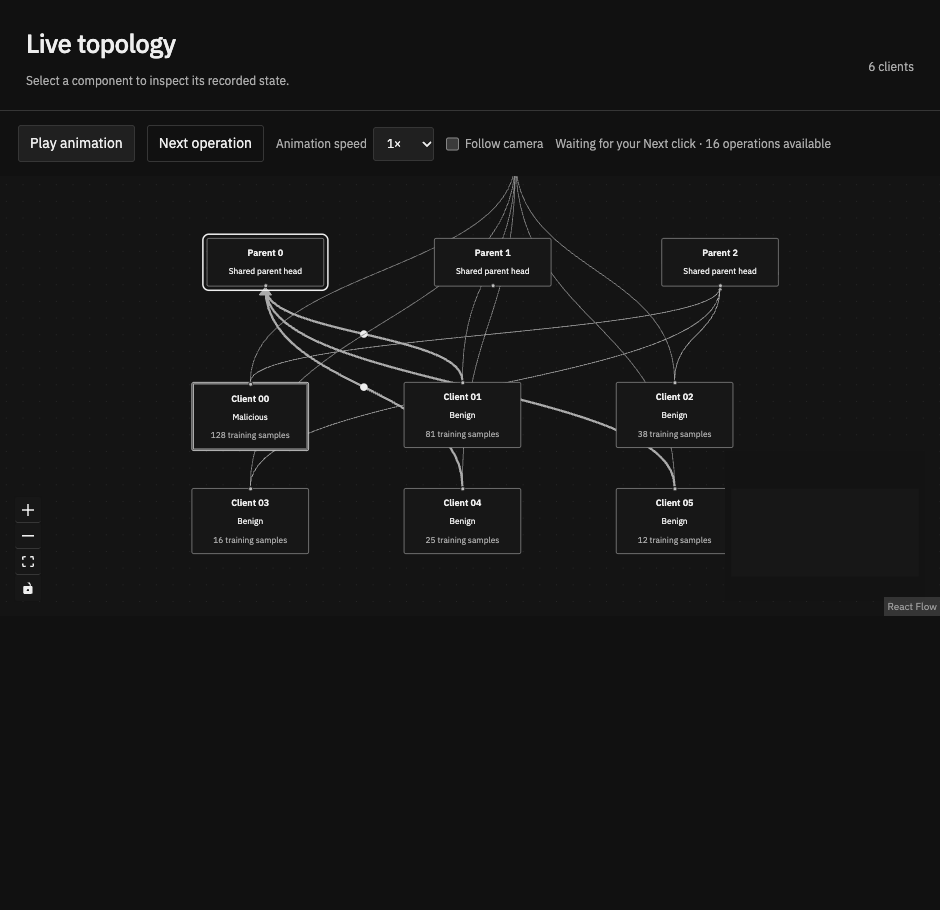 Live topology
Select a component to inspect its recorded state.
6 clients
Play animation
Next operation
Animation speed
1×
Follow camera
Waiting for your Next click · 16 operations available
Parent 0
Shared parent head
Parent 1
Shared parent head
Parent 2
Shared parent head
Client 00
Malicious
128 training samples
Client 01
Benign
81 training samples
Client 02
Benign
38 training samples
Client 03
Benign
16 training samples
Client 04
Benign
25 training samples
Client 05
Benign
12 training samples
React Flow